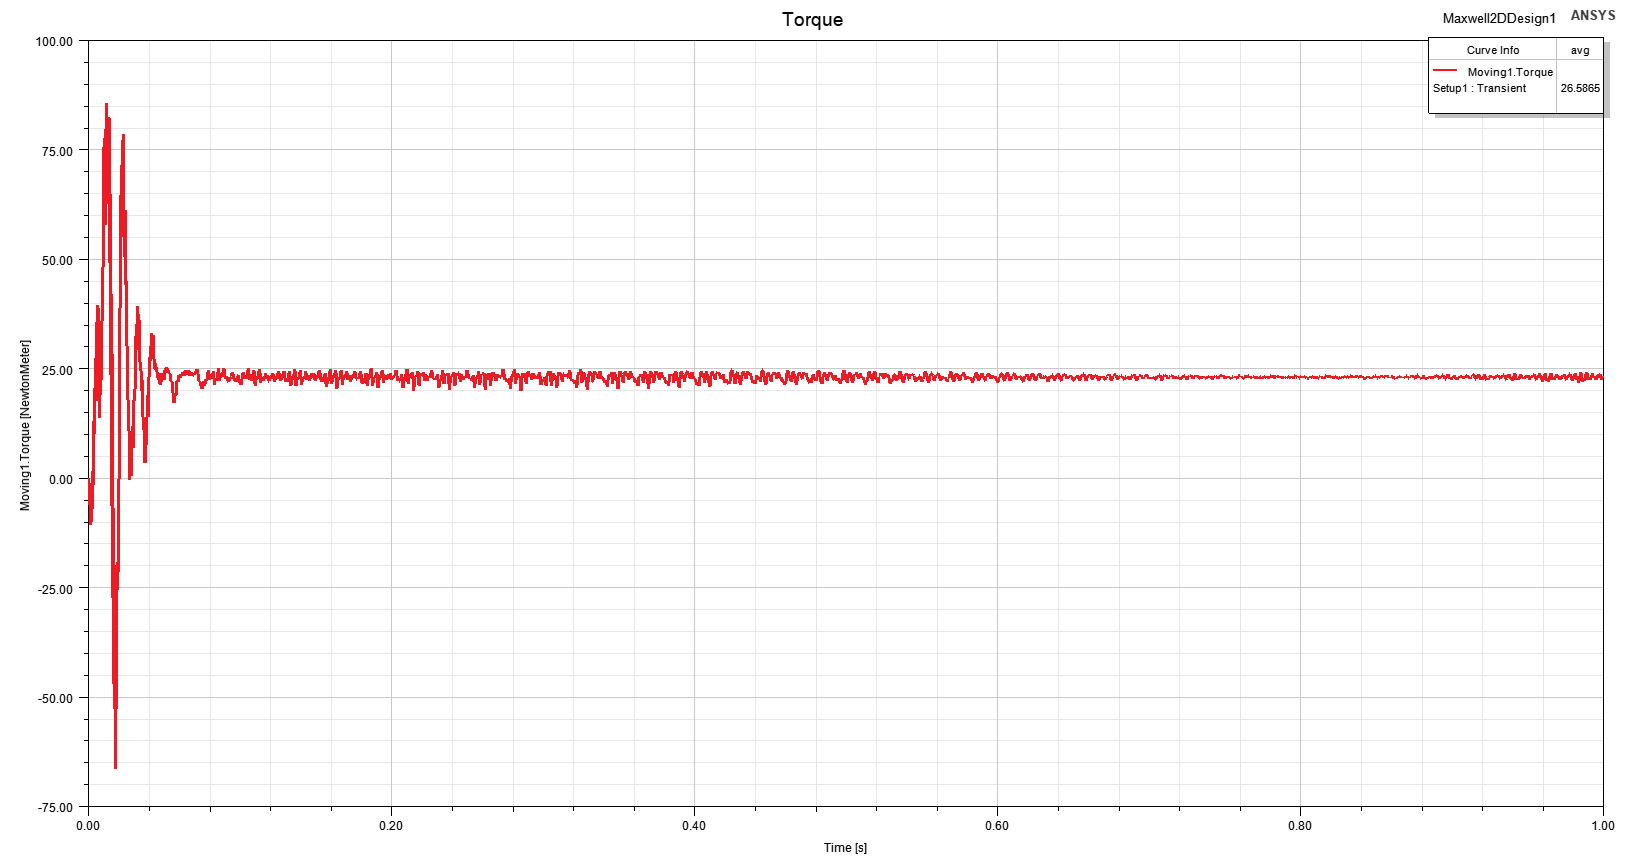 Torque
Maxwell2DDesign1
ANSYS
Curve Info avg
Moving1.Torque
Setup1 : Transient 26.5865
100.00
75.00
50.00
25.00
0.00
-25.00
-50.00
-75.00
Moving1.Torque [NewtonMeter]
0.00 0.20 0.40 0.60 0.80 1.00
Time [s]